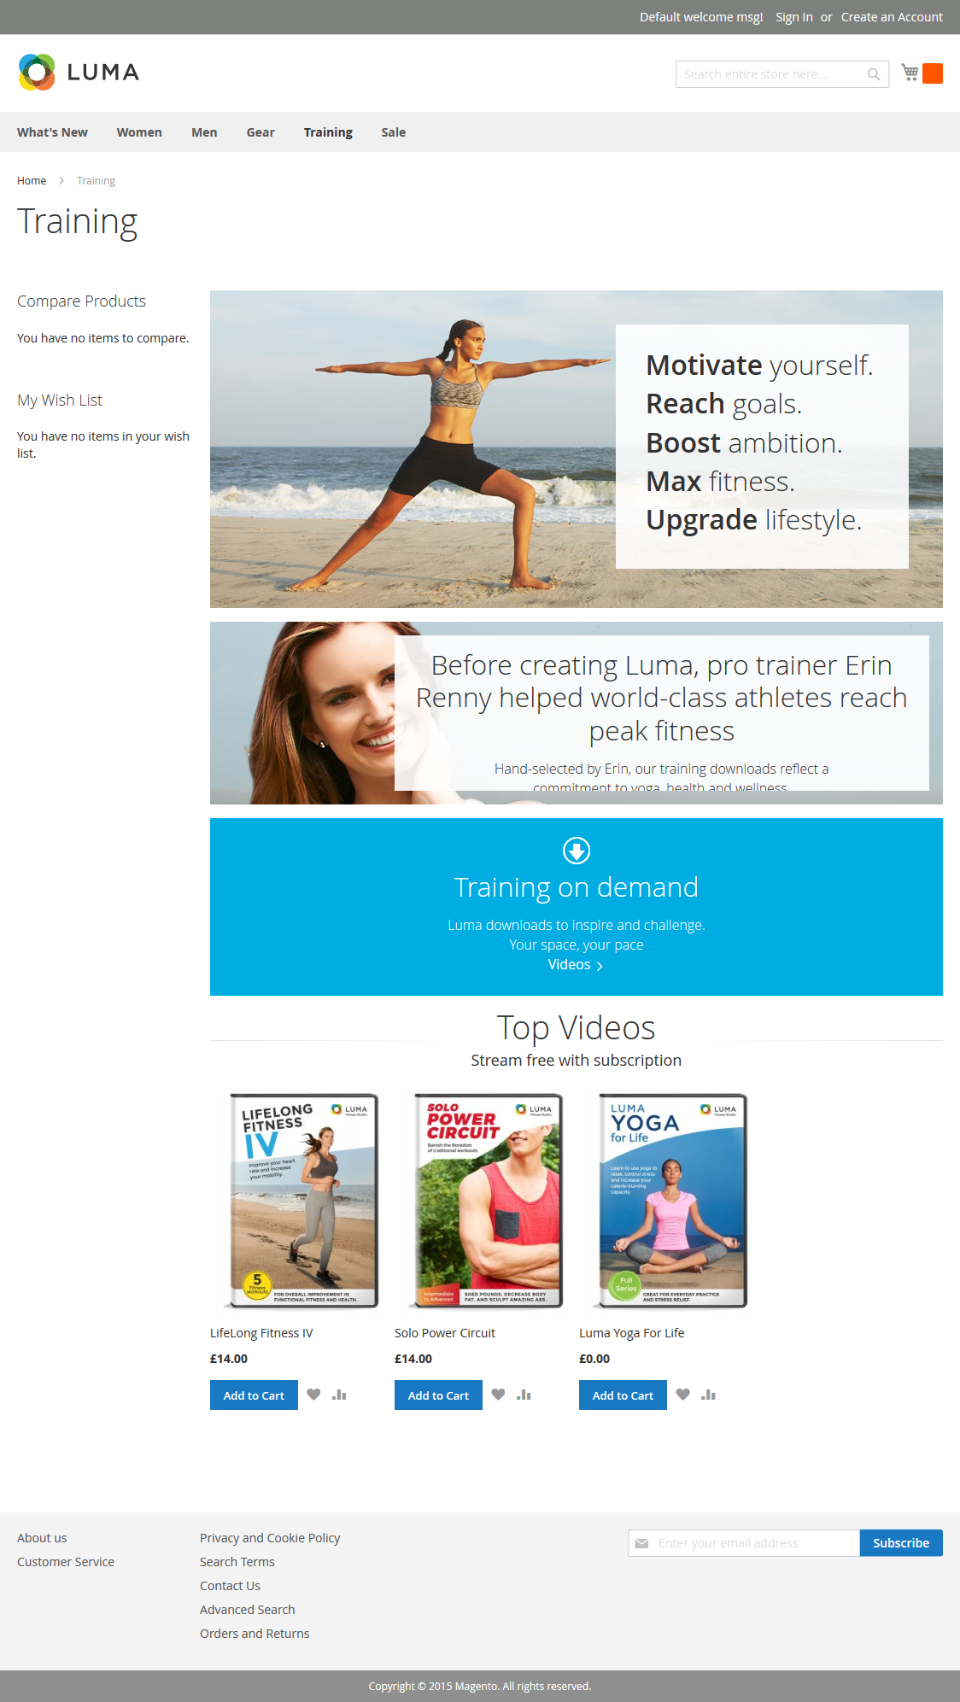 Default welcome msg! Sign In or Create an Account
LUMA
Search entire store here...
What's New Women Men Gear Training Sale
Home Training
Training
Compare Products
You have no items to compare.
My Wish List
You have no items in your wish
list.
Motivate yourself.
Reach goals.
Boost ambition.
Max fitness.
Upgrade lifestyle.
Before creating Luma, pro trainer Erin
Renny helped world-class athletes reach
peak fitness
Hand-selected by Erin, our training downloads reflect a
commitment to yoga, health and wellness
Training on demand
Luma downloads to inspire and challenge.
Your space, your pace
Videos
Top Videos
Stream free with subscription
LIFELONG
FITNESS
IV
LUMA
Improve your heart
rate and increase
your mobility.
5
Fitness
workouts
FOR OVERALL IMPROVEMENT IN
FUNCTIONAL FITNESS AND HEALTH.
SOLO
POWER
CIRCUIT
LUMA
Banish the Boredom
of traditional workouts
Intermediate
to Advanced
SHED POUNDS, DECREASE BODY
FAT, AND SCULPT AMAZING ABS.
LUMA
YOGA
for Life
LUMA
Learn to use yoga to
relax, control stress
and increase your
calorie-burning
capacity
Full
Series
GREAT FOR EVERYDAY PRACTICE
AND STRESS RELIEF.
LifeLong Fitness IV
£14.00
Add to Cart
Solo Power Circuit
£14.00
Add to Cart
Luma Yoga For Life
£0.00
Add to Cart
About us
Customer Service
Privacy and Cookie Policy
Search Terms
Contact Us
Advanced Search
Orders and Returns
Enter your email address
Subscribe
Copyright © 2015 Magento. All rights reserved.